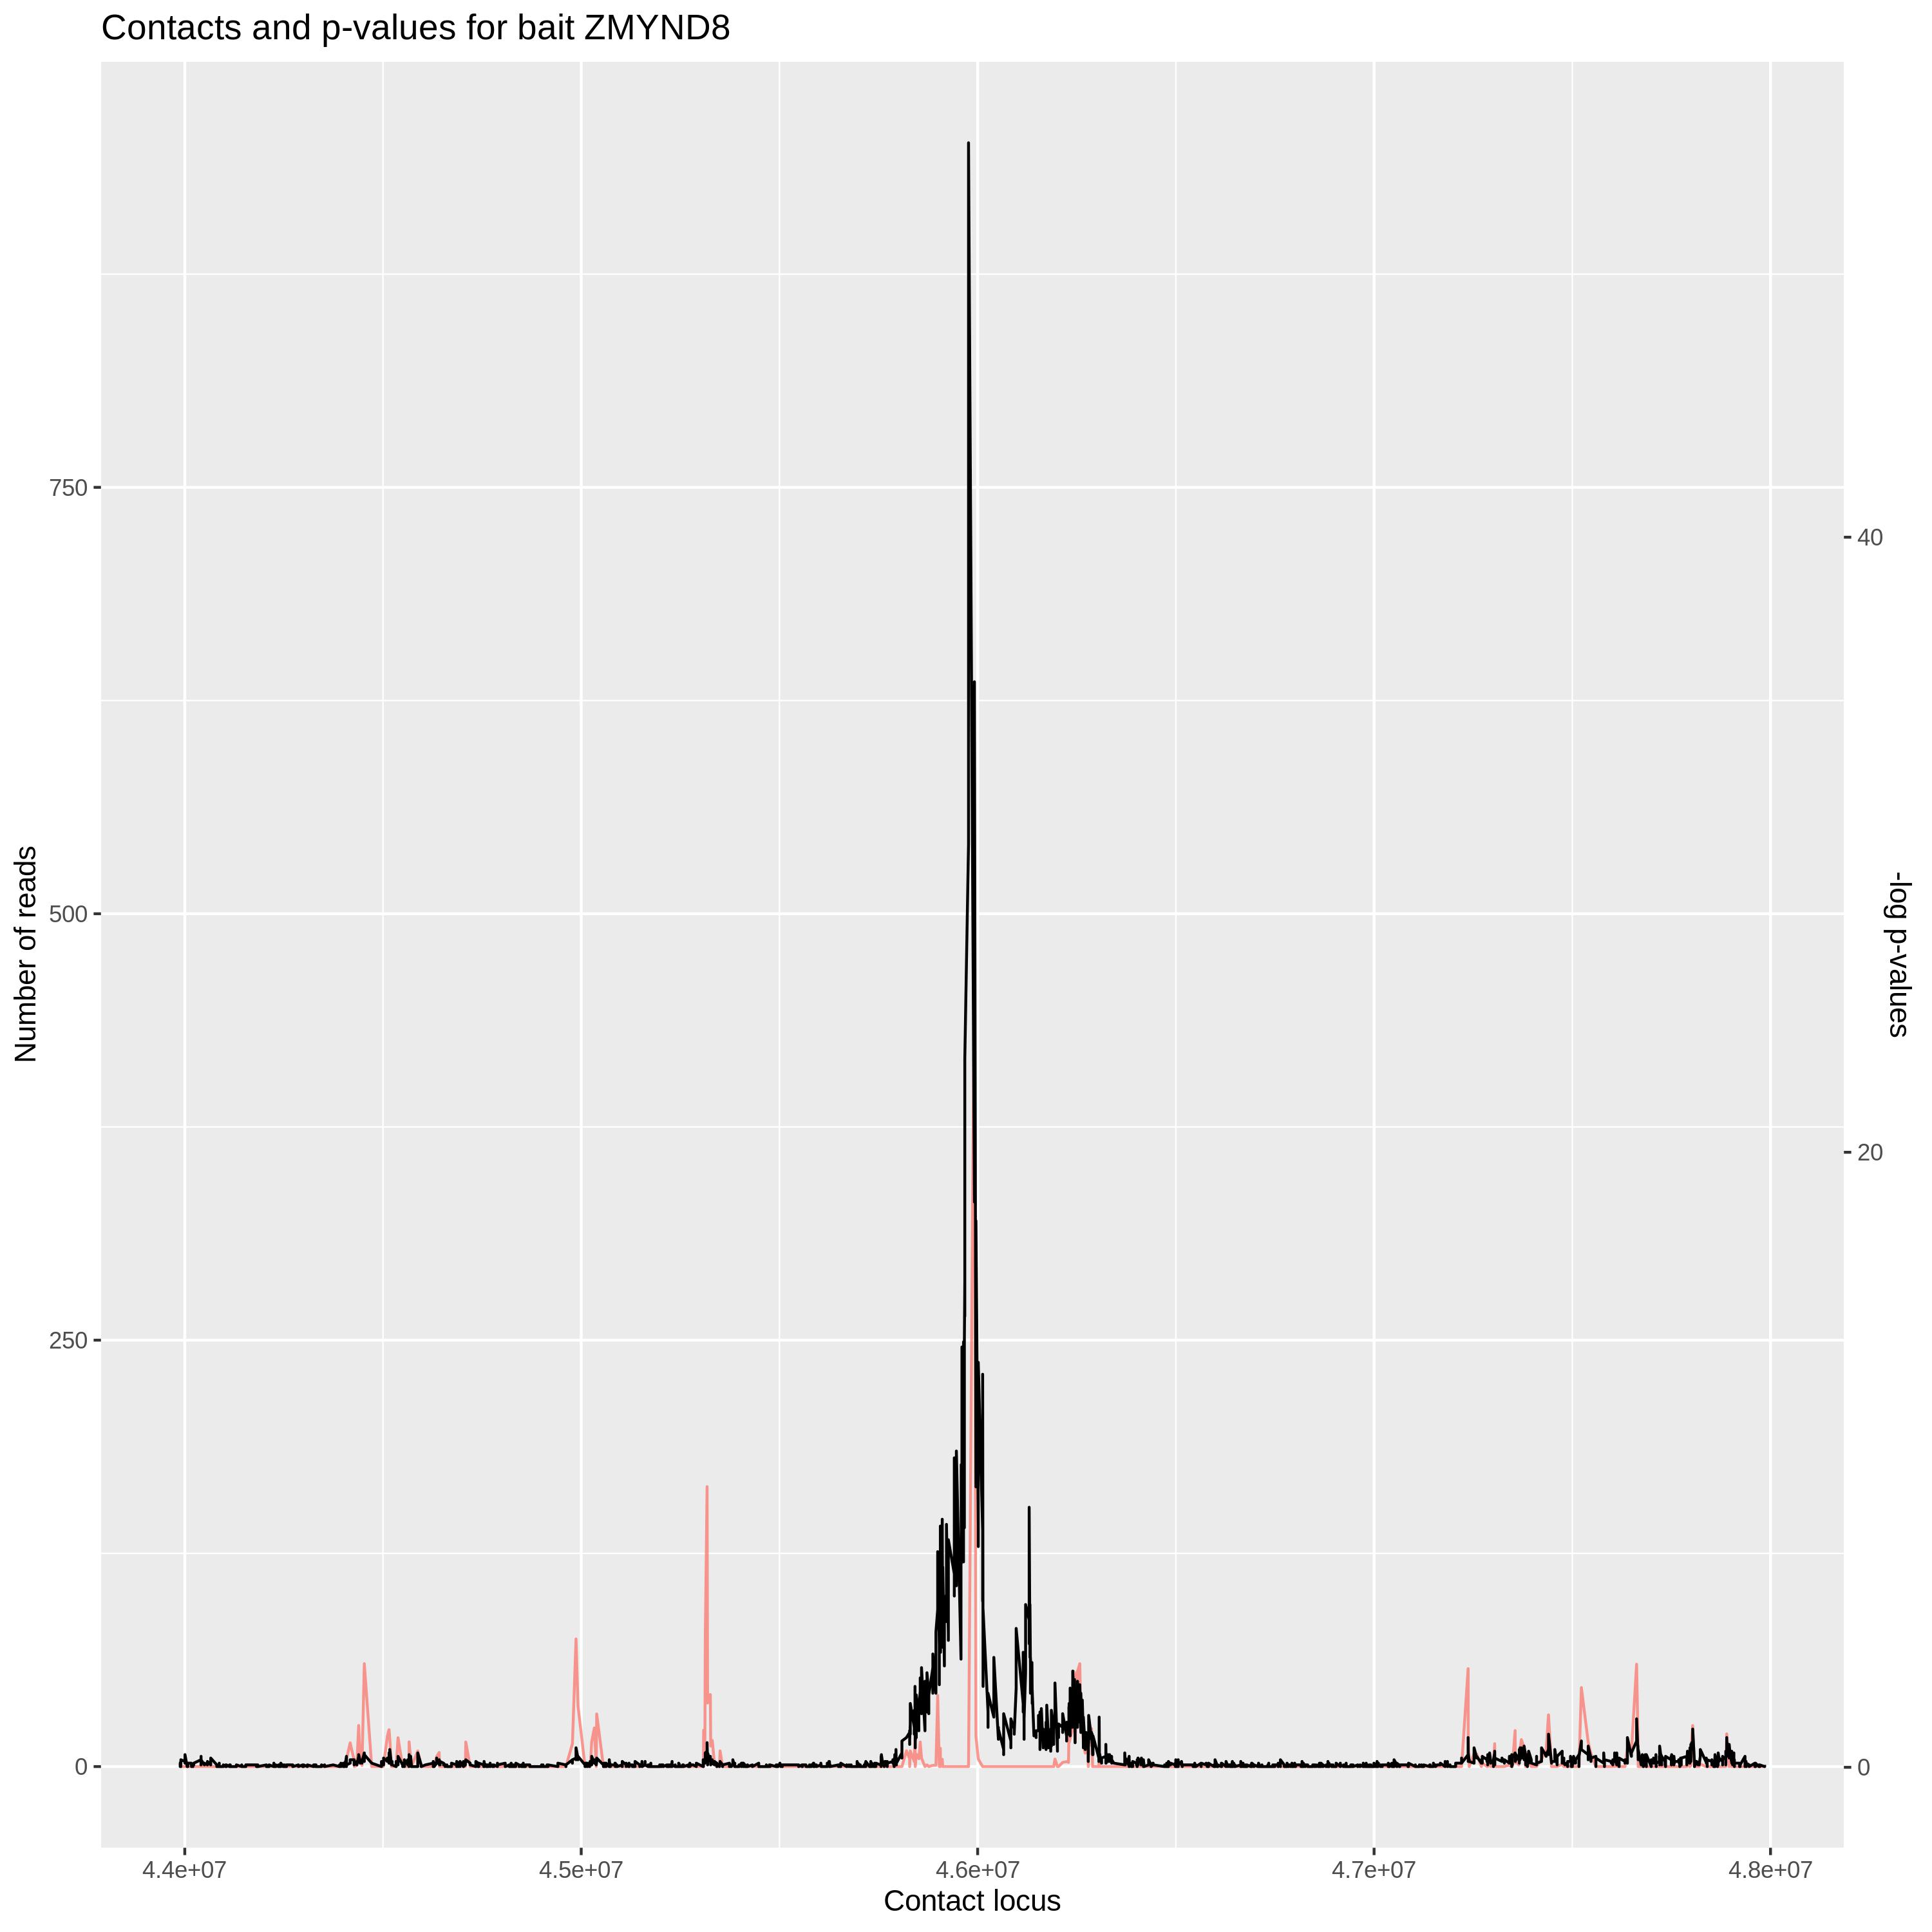 Contacts and p-values for bait ZMYND8
Number of reads
750
500
250
0
-log p-values
40
20
0
4.4e+07
4.5e+07
4.6e+07
4.7e+07
4.8e+07
Contact locus